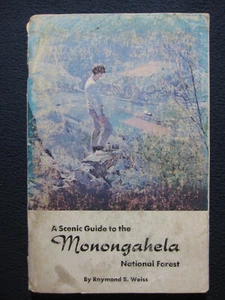 A Scenic Guide to the
Monongahela
National Forest
By Raymond B. Weiss